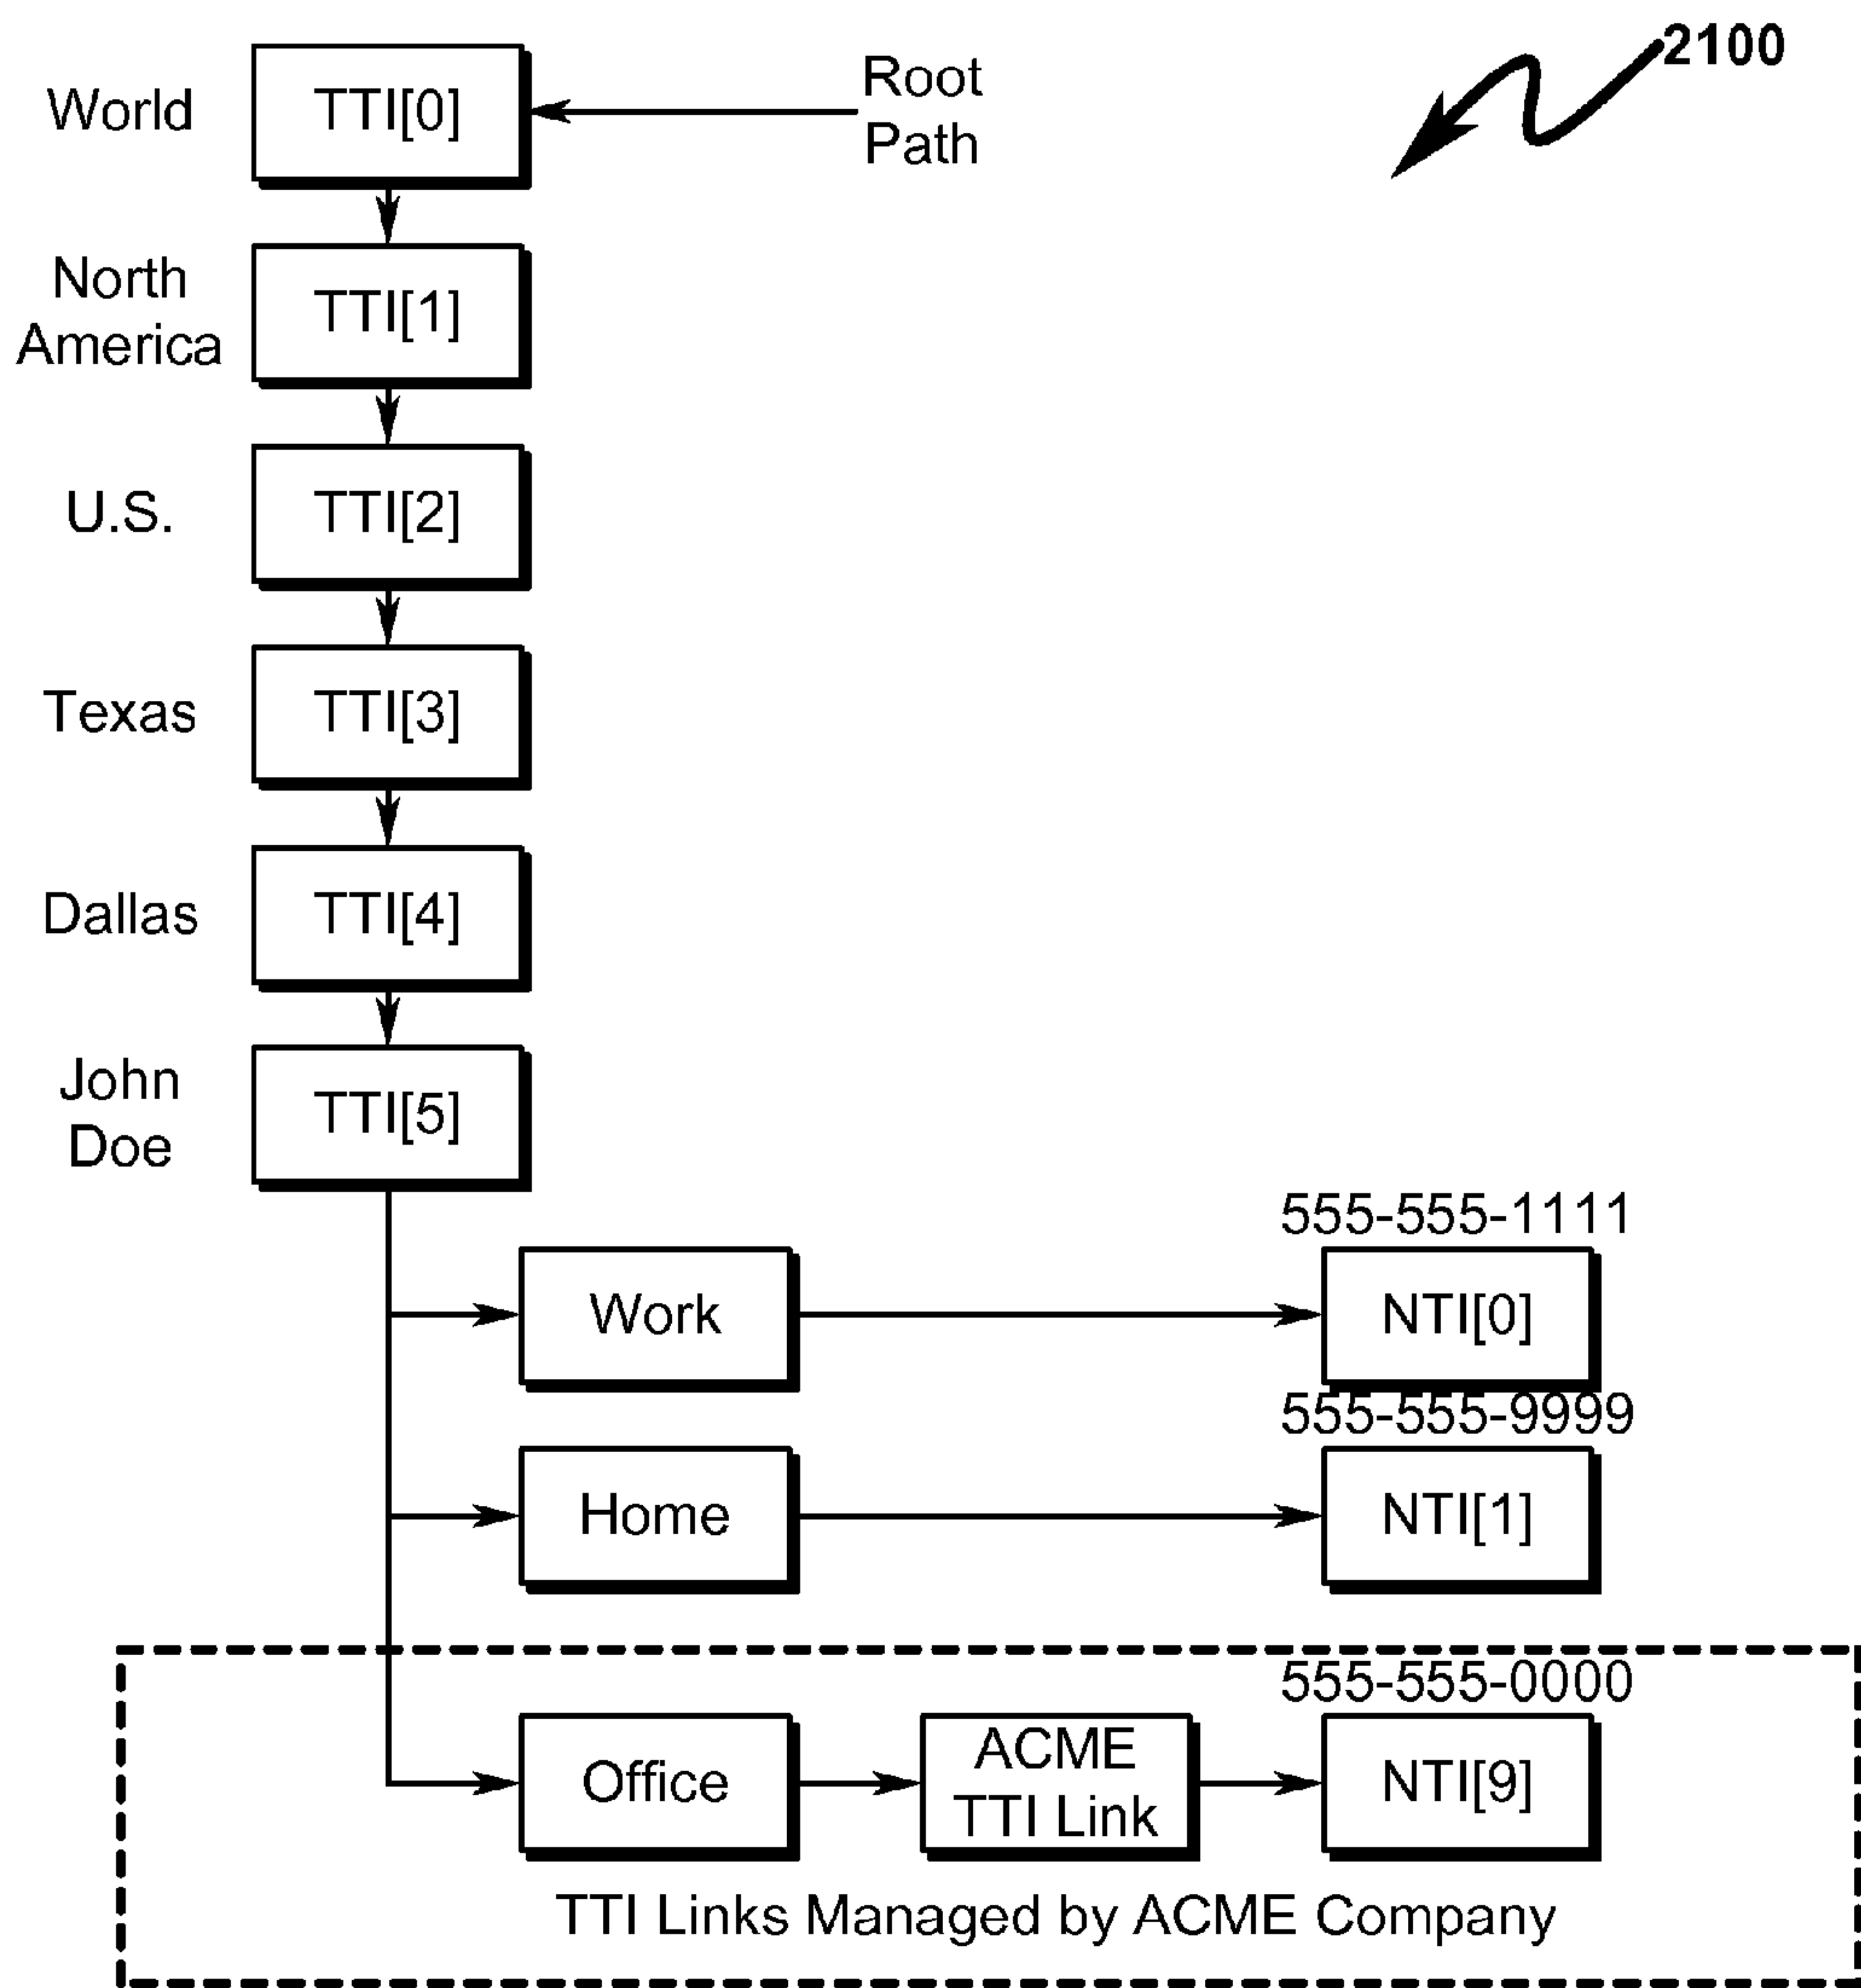 2100
World
TTI[0]
Root
Path
North
America
TTI[1]
U.S.
TTI[2]
Texas
TTI[3]
Dallas
TTI[4]
John
Doe
TTI[5]
555-555-1111
Work
NTI[0]
555-555-9999
Home
NTI[1]
555-555-0000
Office
ACME
TTI Link
NTI[9]
TTI Links Managed by ACME Company